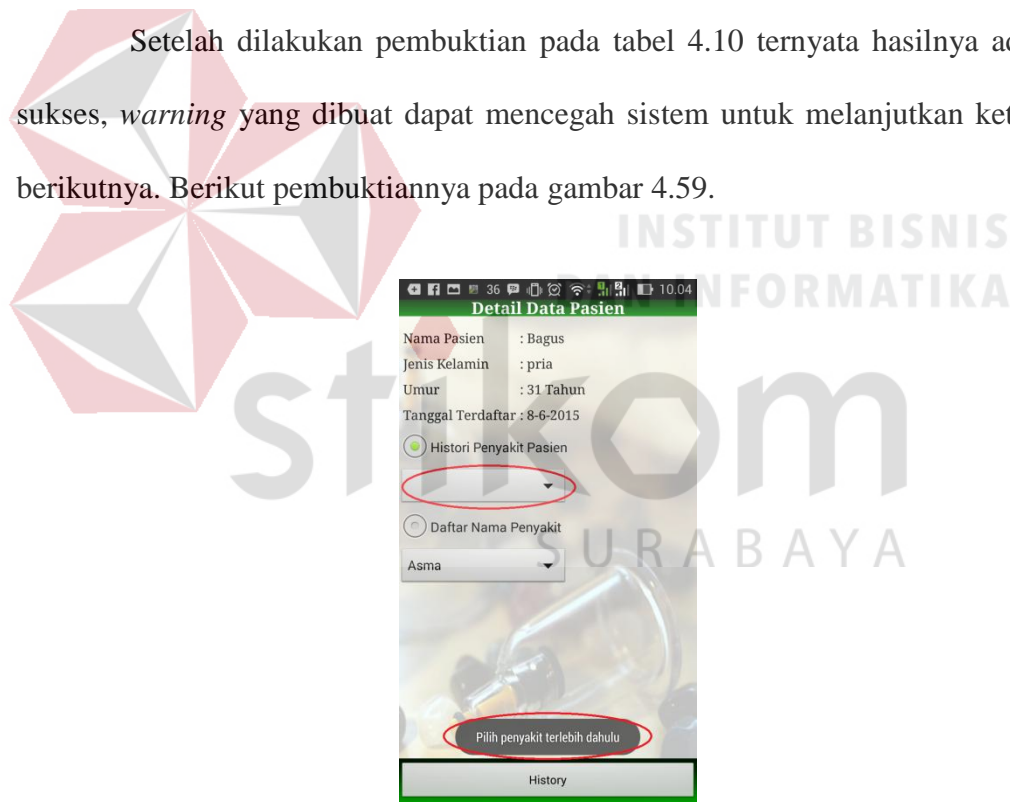 Setelah dilakukan pembuktian pada tabel 4.10 ternyata hasilnya
sukses, warning yang dibuat dapat mencegah sistem untuk melanjutkan
berikutnya. Berikut pembuktiannya pada gambar 4.59.
INSTITUT BISNIS
DAN INFORMATIKA
stikom
SURABAYA
36 10.04
Detail Data Pasien
Nama Pasien : Bagus
Jenis Kelamin : pria
Umur : 31 Tahun
Tanggal Terdaftar : 8-6-2015
Histori Penyakit Pasien
Daftar Nama Penyakit
Asma
Pilih penyakit terlebih dahulu
History